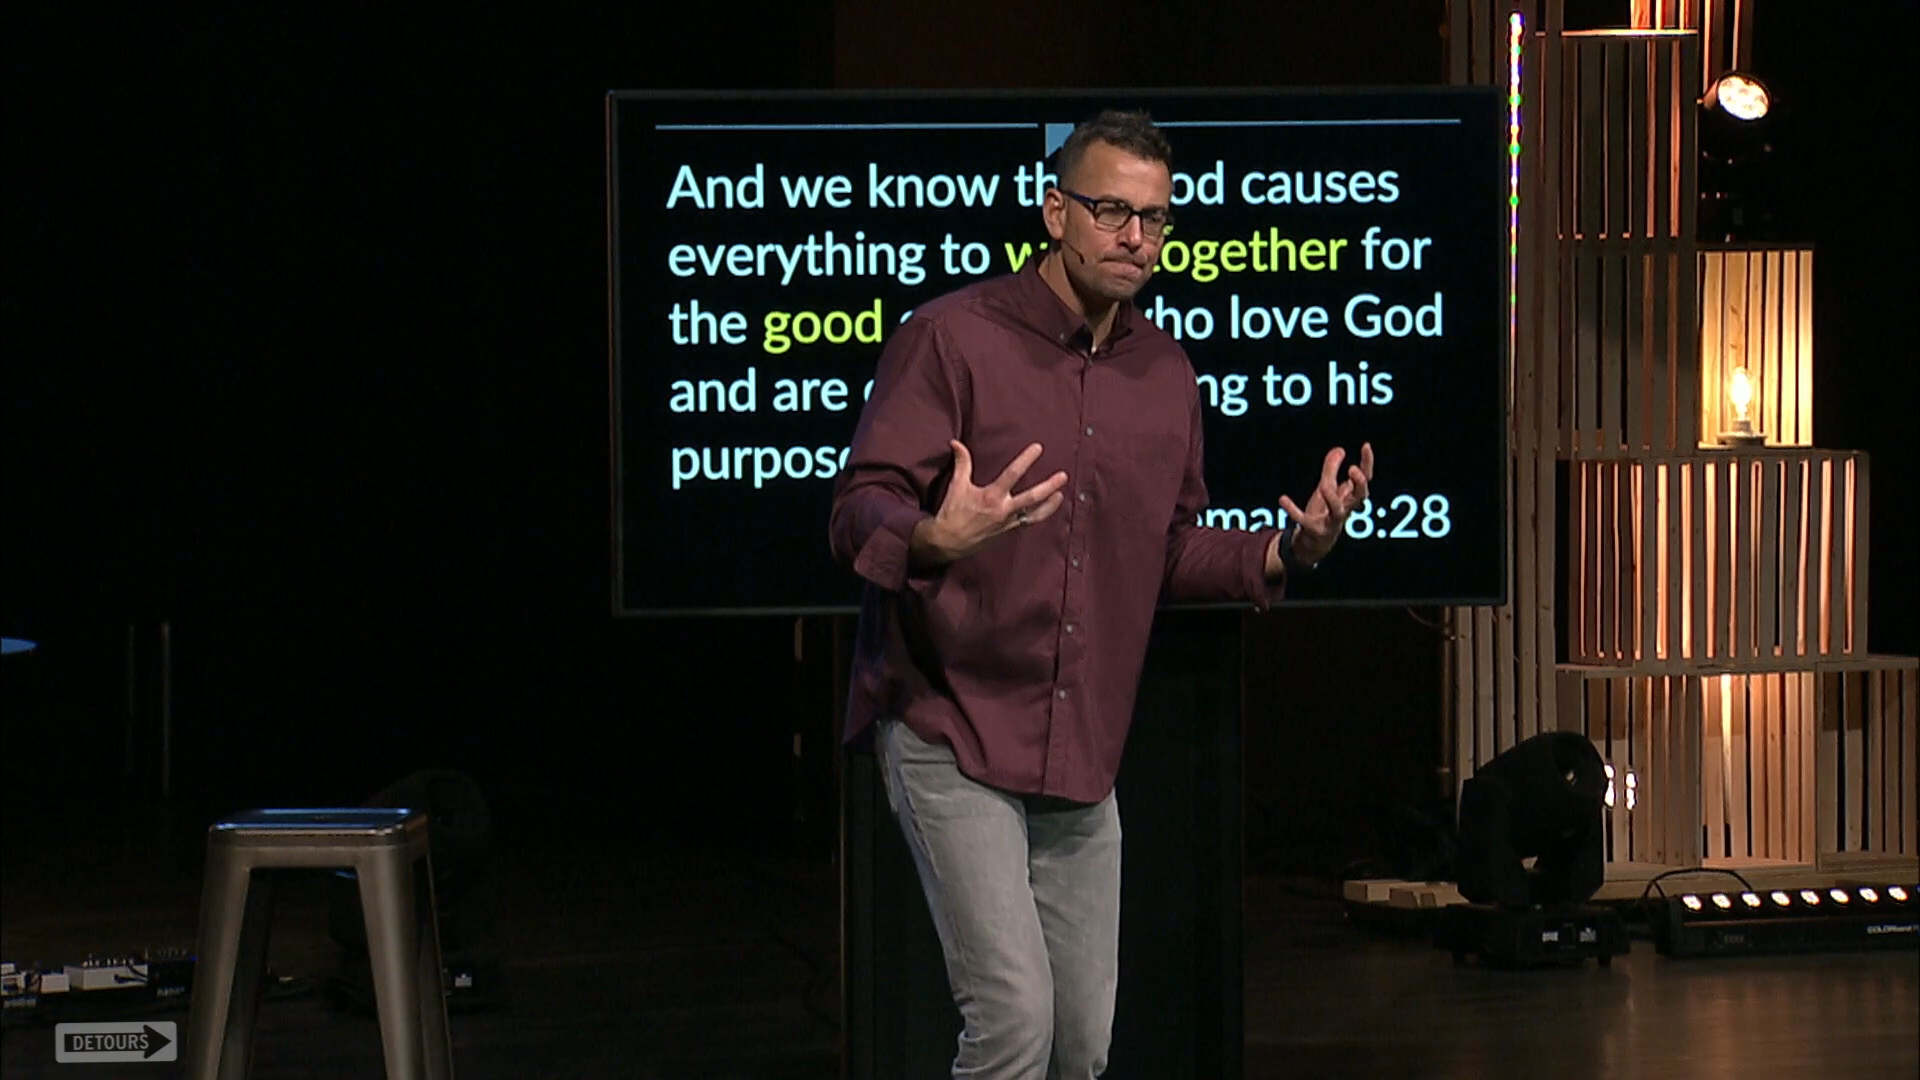 And we know th od causes
everything to w together for
the good who love God
and are ng to his
purpos
oman 8:28
DETOURS